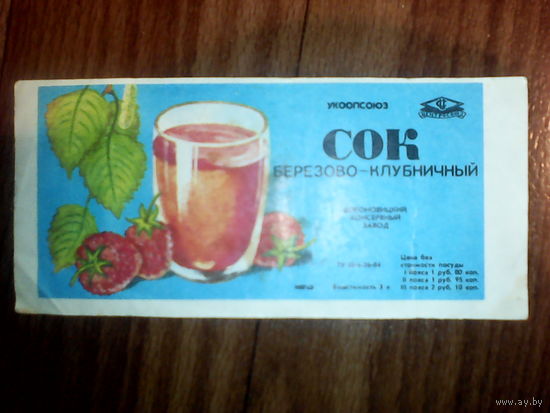 УКООПСОЮЗ
СОК
БЕРЕЗОВО-КЛУБНИЧНЫЙ
КОНСЕРВНЫЙ
ЗАВОД
Цена без
стоимости посуды
I пояса 1 руб. 80 коп.
II пояса 1 руб. 95 коп.
III пояса 2 руб. 10 коп.
Вместимость 3 л
www.ay.by